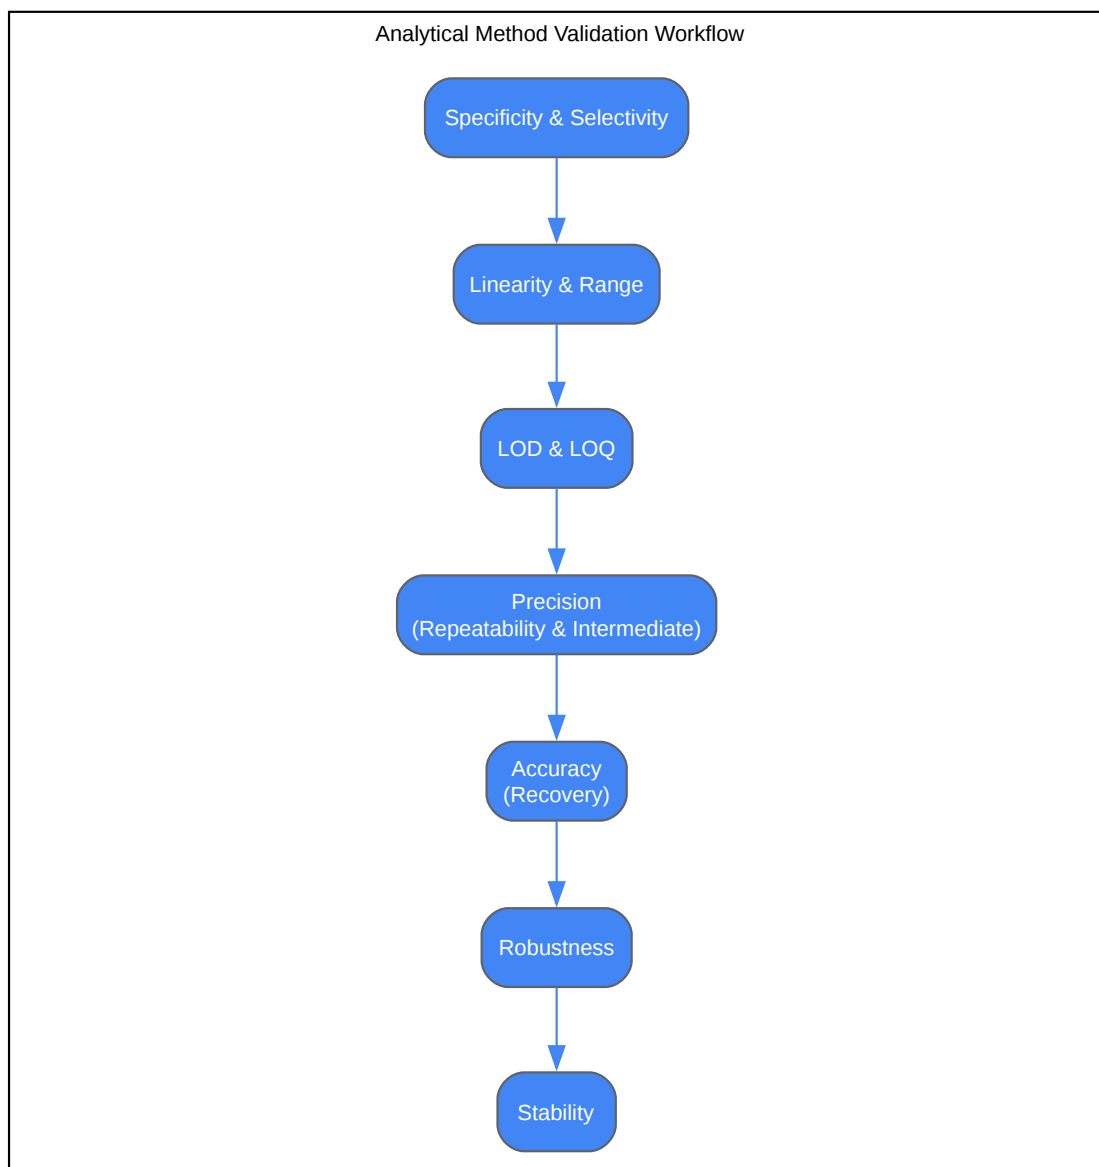 Analytical Method Validation Workflow
Specificity & Selectivity
Linearity & Range
LOD & LOQ
Precision
(Repeatability & Intermediate)
Accuracy
(Recovery)
Robustness
Stability